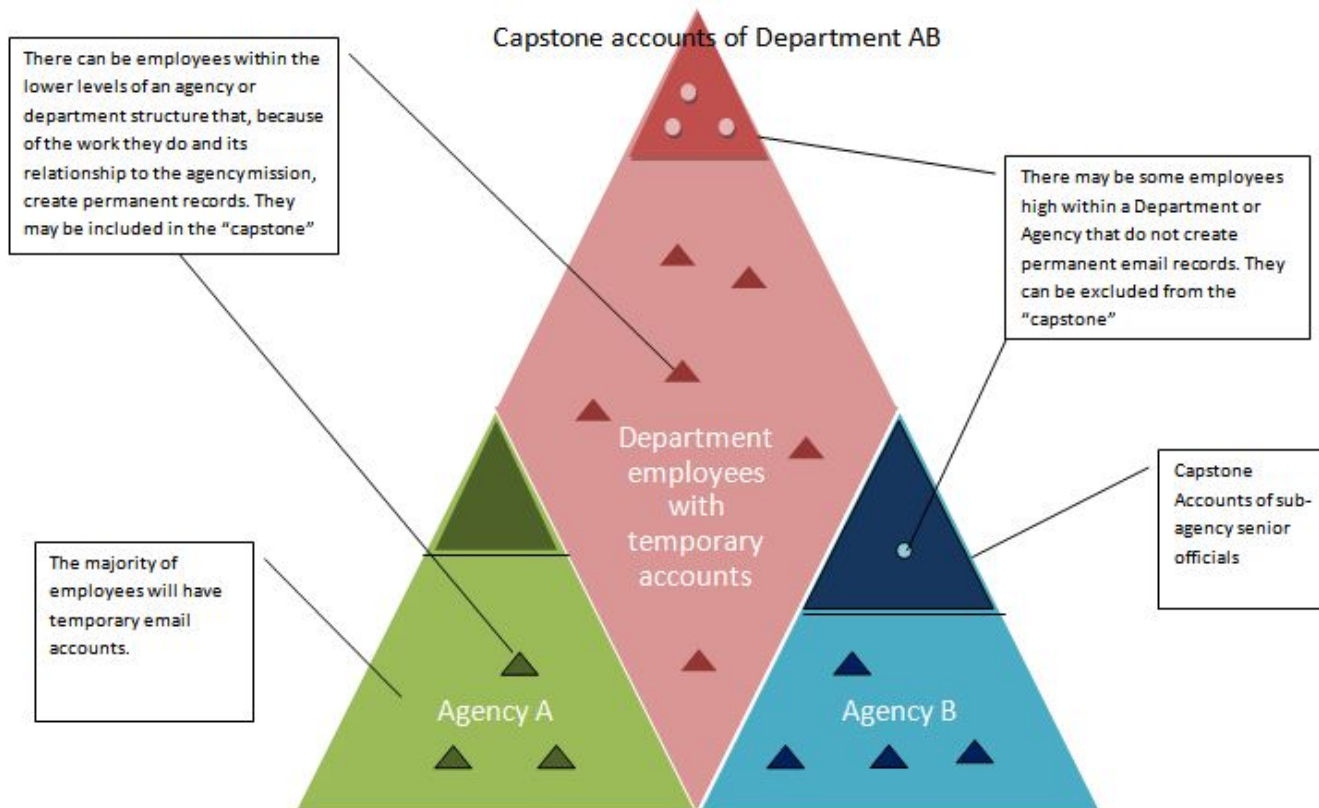 Capstone accounts of Department AB
There can be employees within the
lower levels of an agency or
department structure that, because
of the work they do and its
relationship to the agency mission,
create permanent records. They
may be included in the “capstone”
There may be some employees
high within a Department or
Agency that do not create
permanent email records. They
can be excluded from the
“capstone”
Department
employees
with
temporary
accounts
Capstone
Accounts of sub-
agency senior
officials
The majority of
employees will have
temporary email
accounts.
Agency A
Agency B